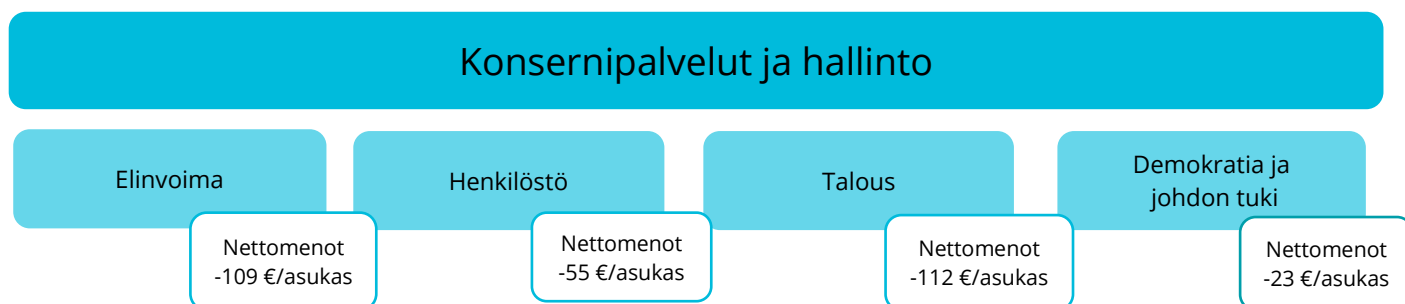 Konsernipalvelut ja hallinto
Elinvoima
Nettomenot
-109 €/asukas
Henkilöstö
Nettomenot
-55 €/asukas
Talous
Nettomenot
-112 €/asukas
Demokratia ja
johdon tuki
Nettomenot
-23 €/asukas